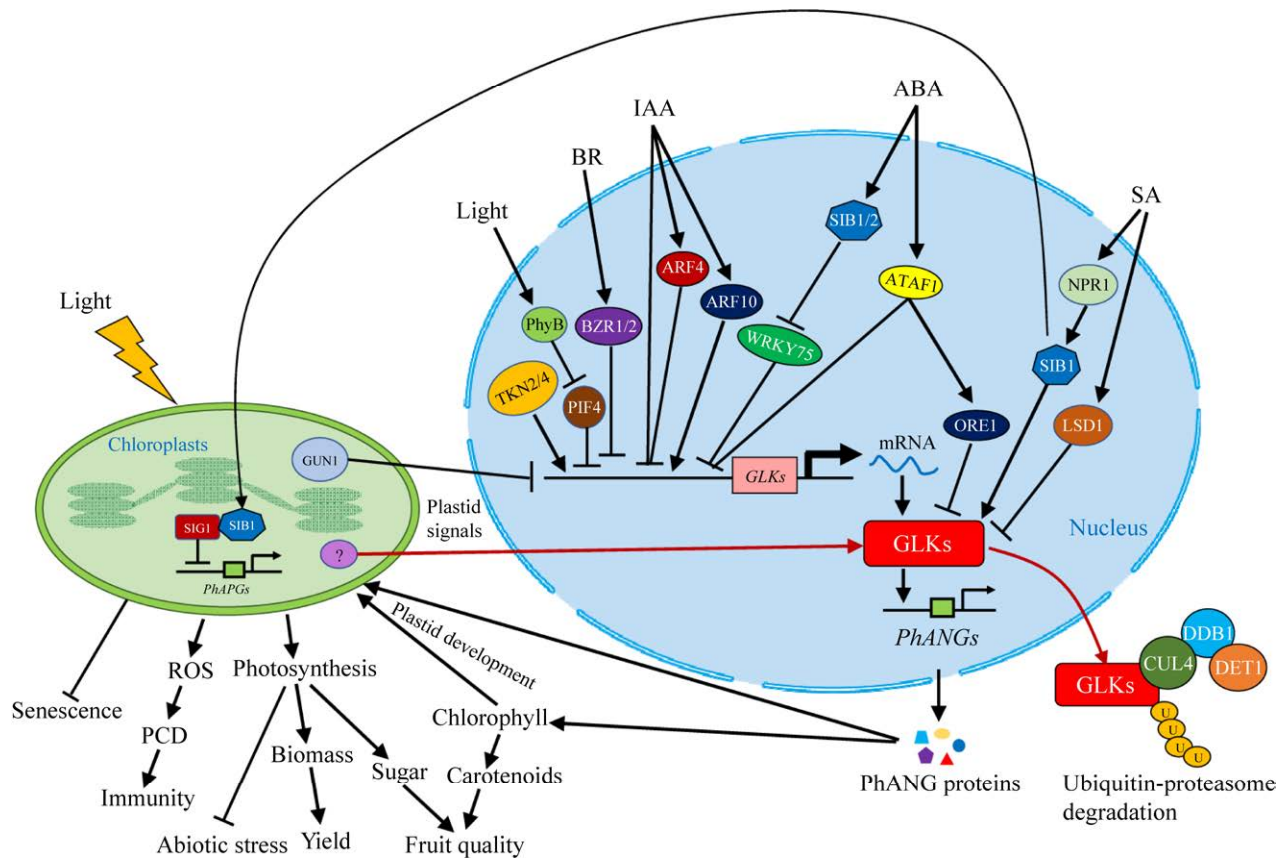 ABA
IAA
BR
SA
Light
SIB1/2
ARF4
ATAF1
NPR1
ARF10
Light
PhyB
BZR1/2
WRKY75
SIB1
TKN2/4
PIF4
ORE1
LSD1
mRNA
Chloroplasts
GUN1
GLKs
Plastid
signals
Nucleus
SIG1
SIB1
?
GLKs
PhAPGs
PhANGs
DDB1
CUL4
DET1
GLKs
U
U
U
U
Plastid development
ROS
Photosynthesis
Senescence
Chlorophyll
PCD
Biomass
Sugar
Carotenoids
PhANG proteins
Ubiquitin-proteasome
degradation
Immunity
Abiotic stress
Yield
Fruit quality